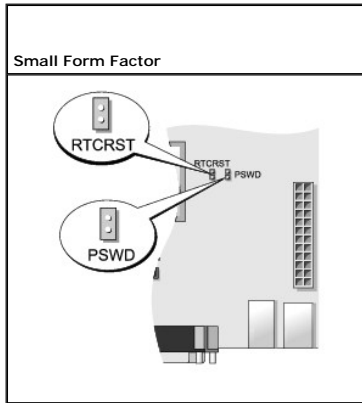 Small Form Factor
RTCRST
RTCRST
PSWD
PSWD